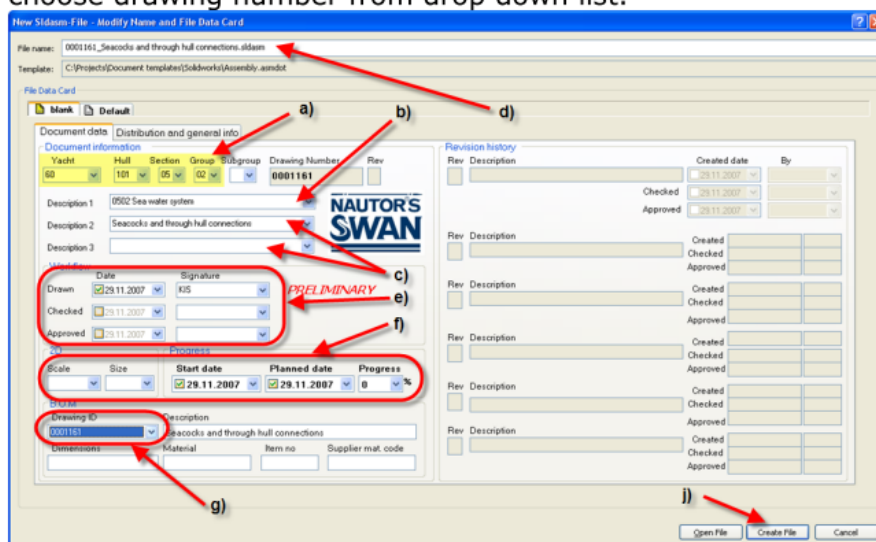 choose drawing number from drop down list.
New Sldasm-File - Modify Name and File Data Card
File name: 0001161_Seacocks and through hull connections.sldasm
Template: C:\Projects\Document templates\Solidworks\Assembly.asmdot
d)
File Data Card
blank Default
a)
b)
Document data Distribution and general info
Document information
Yacht Hull Section Group Subgroup Drawing Number Rev
60 101 05 02 0001161
Description 1 0502 Sea water system
Description 2 Seacocks and through hull connections
Description 3
NAUTOR'S
SWAN
c)
Workflow
Date Signature
Drawn 29.11.2007 KJS
PRELIMINARY
e)
Checked 29.11.2007
Approved 29.11.2007
f)
2D Progress
Scale Size Start date Planned date Progress
29.11.2007 29.11.2007 0 %
B.O.M
Drawing ID Description
0001161 Seacocks and through hull connections
Dimensions Material Item no Supplier mat. code
g)
Revision history
Rev Description Created date By
29.11.2007
Checked 29.11.2007
Approved 29.11.2007
Rev Description
Created
Checked
Approved
Rev Description
Created
Checked
Approved
Rev Description
Created
Checked
Approved
Rev Description
Created
Checked
Approved
Rev Description
Created
Checked
Approved
j)
Open File Create File Cancel